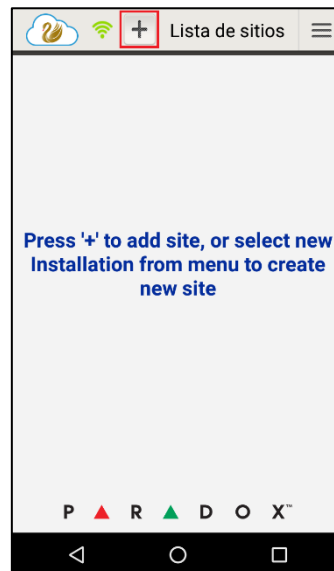 + Lista de sitios
Press '+' to add site, or select new
Installation from menu to create
new site
PARADOX™